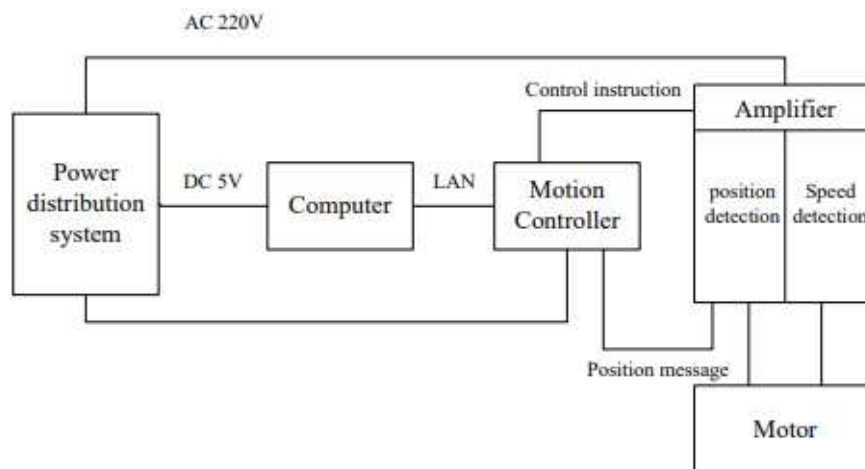 AC 220V
Control instruction
Amplifier
Power
distribution
system
DC 5V
Computer
LAN
Motion
Controller
position
detection
Speed
detection
Position message
Motor